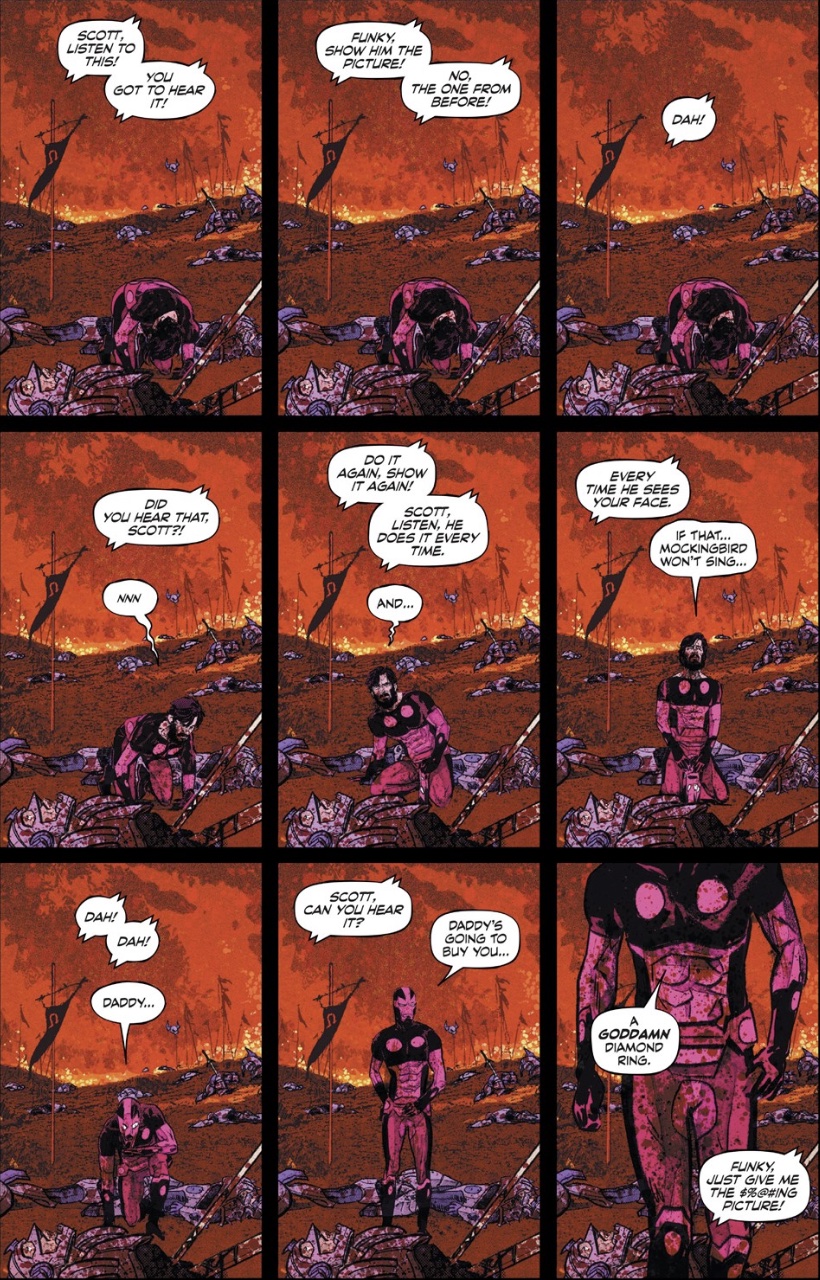 SCOTT,
LISTEN TO
THIS!
YOU
GOT TO HEAR
IT!
FUNKY,
SHOW HIM THE
PICTURE!
NO,
THE ONE FROM
BEFORE!
DAH!
DID
YOU HEAR THAT,
SCOTT?!
NNN
DO IT
AGAIN, SHOW
IT AGAIN!
SCOTT,
LISTEN, HE
DOES IT EVERY
TIME.
AND...
EVERY
TIME HE SEES
YOUR FACE.
IF THAT...
MOCKINGBIRD
WON'T SING...
DAH!
DAH!
DADDY...
SCOTT,
CAN YOU HEAR
IT?
DADDY'S
GOING TO
BUY YOU...
A
GODDAMN
DIAMOND
RING.
FUNKY,
JUST GIVE ME
THE $%@#ING
PICTURE!